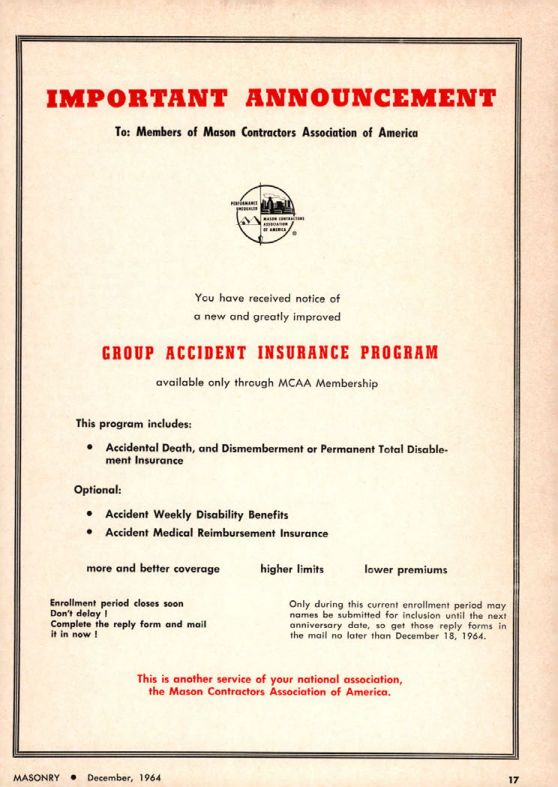 IMPORTANT ANNOUNCEMENT
To: Members of Mason Contractors Association of America
PERFORMANCE
UNEQUALED
MASON CONTRACTORS
ASSOCIATION
OF AMERICA
®
You have received notice of
a new and greatly improved
GROUP ACCIDENT INSURANCE PROGRAM
available only through MCAA Membership
This program includes:
• Accidental Death, and Dismemberment or Permanent Total Disable-
ment Insurance
Optional:
• Accident Weekly Disability Benefits
• Accident Medical Reimbursement Insurance
more and better coverage higher limits lower premiums
Enrollment period closes soon
Don't delay !
Complete the reply form and mail
it in now !
Only during this current enrollment period may
names be submitted for inclusion until the next
anniversary date, so get those reply forms in
the mail no later than December 18, 1964.
This is another service of your national association,
the Mason Contractors Association of America.
MASONRY • December, 1964
17